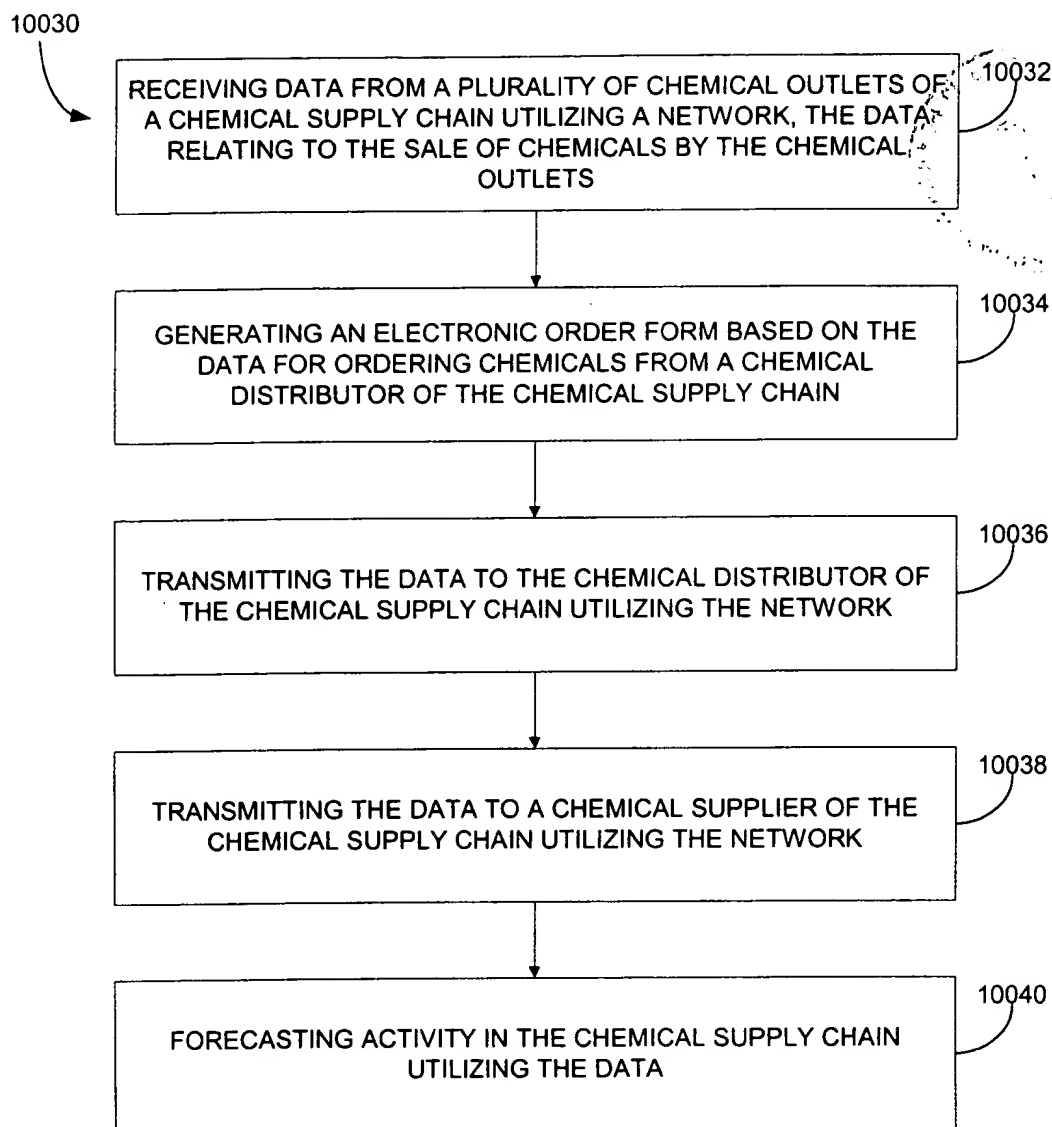 10030
10032
RECEIVING DATA FROM A PLURALITY OF CHEMICAL OUTLETS OF
A CHEMICAL SUPPLY CHAIN UTILIZING A NETWORK, THE DATA
RELATING TO THE SALE OF CHEMICALS BY THE CHEMICAL
OUTLETS
10034
GENERATING AN ELECTRONIC ORDER FORM BASED ON THE
DATA FOR ORDERING CHEMICALS FROM A CHEMICAL
DISTRIBUTOR OF THE CHEMICAL SUPPLY CHAIN
10036
TRANSMITTING THE DATA TO THE CHEMICAL DISTRIBUTOR OF
THE CHEMICAL SUPPLY CHAIN UTILIZING THE NETWORK
10038
TRANSMITTING THE DATA TO A CHEMICAL SUPPLIER OF THE
CHEMICAL SUPPLY CHAIN UTILIZING THE NETWORK
10040
FORECASTING ACTIVITY IN THE CHEMICAL SUPPLY CHAIN
UTILIZING THE DATA